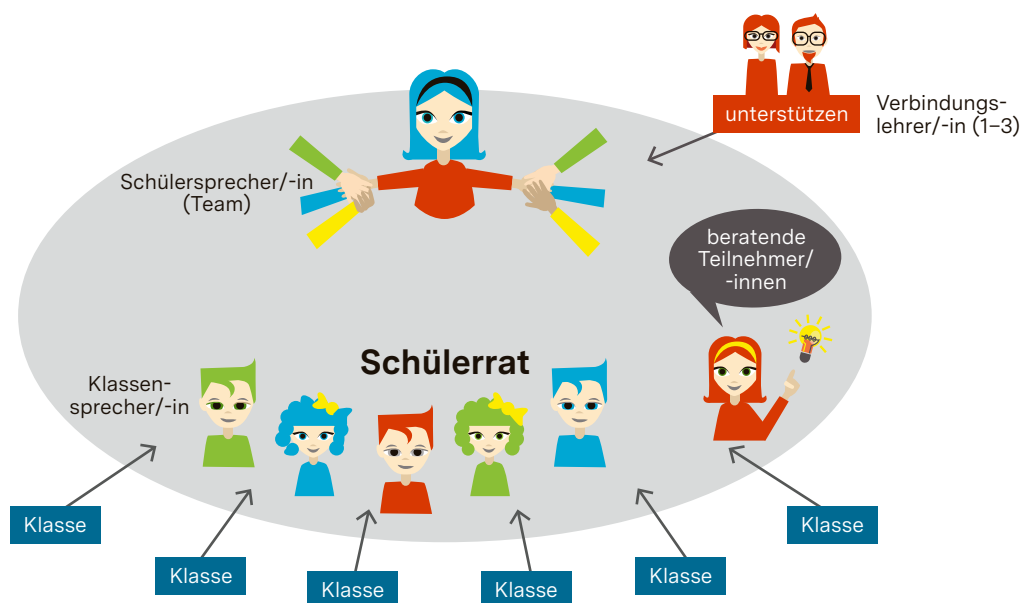 unterstützen
Verbindungs-
lehrer/-in (1–3)
Schülersprecher/-in
(Team)
beratende
Teilnehmer/
-innen
Schülerrat
Klassen-
sprecher/-in
Klasse
Klasse
Klasse
Klasse
Klasse
Klasse